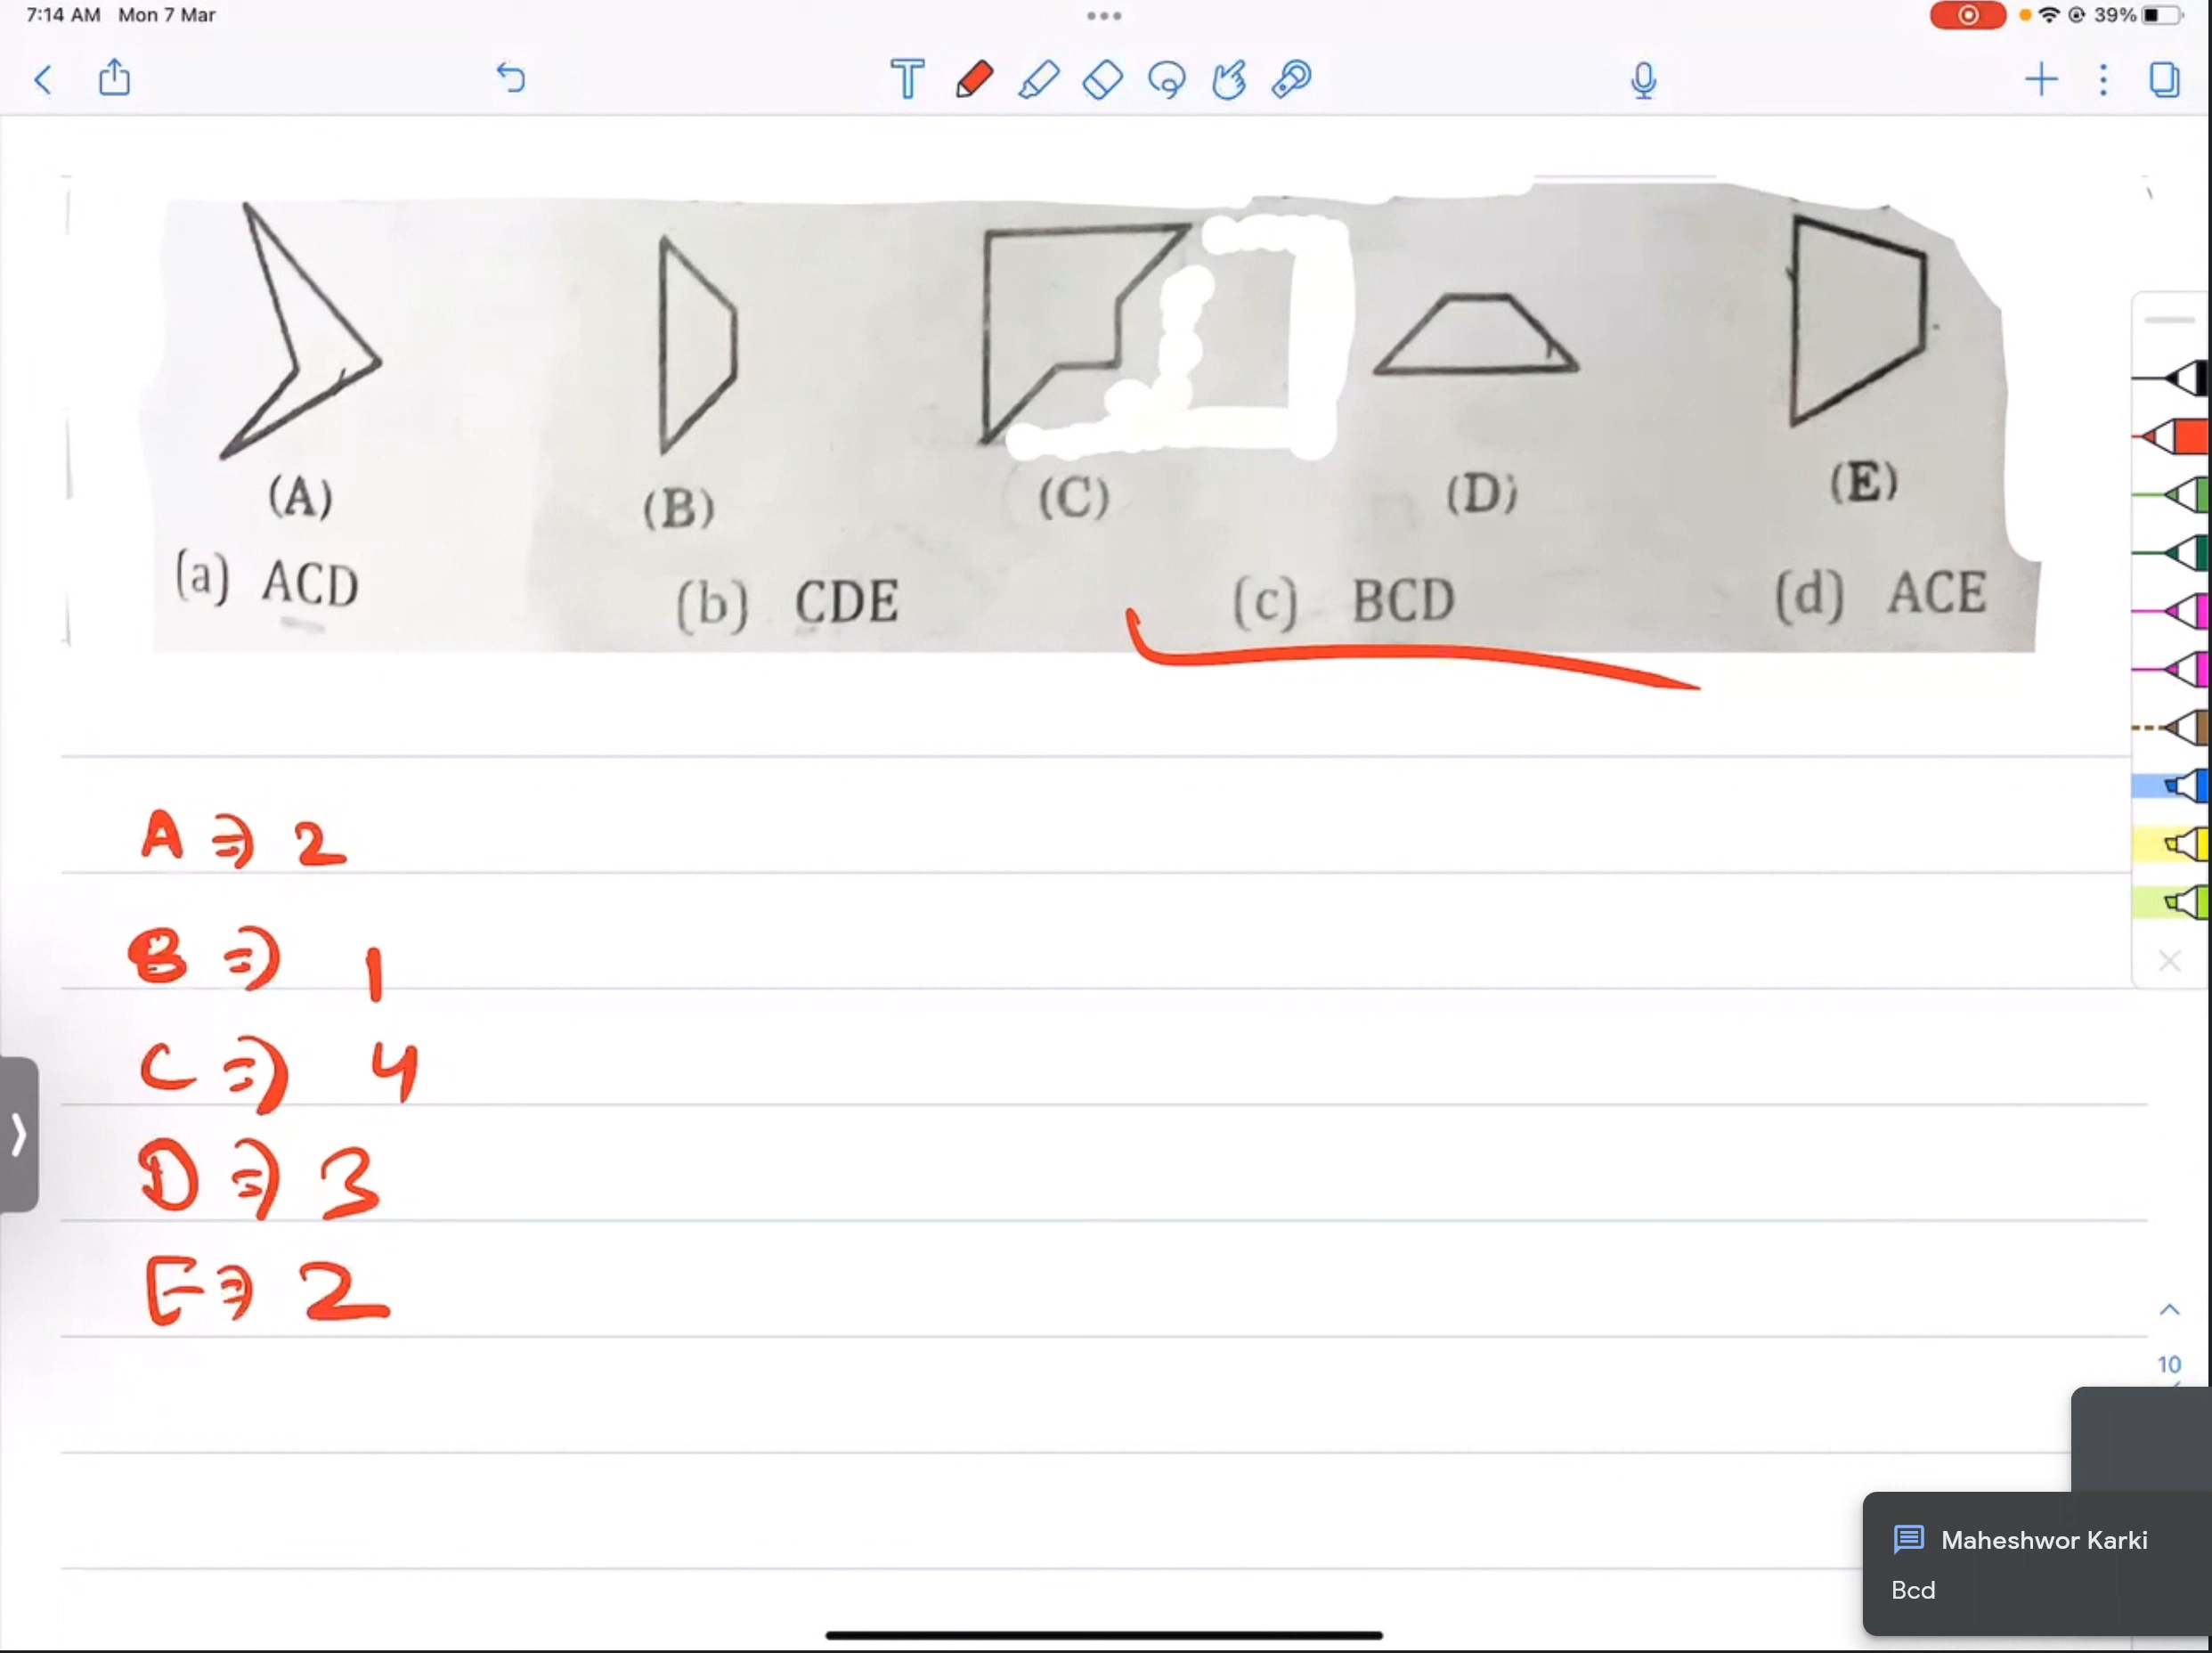 7:14 AM Mon 7 Mar
39%
(A) (B) (C) (D) (E)
(a) ACD (b) CDE (c) BCD (d) ACE
A ⇒ 2
B ⇒ 1
C ⇒ 4
D ⇒ 3
E ⇒ 2
10
Maheshwor Karki
Bcd